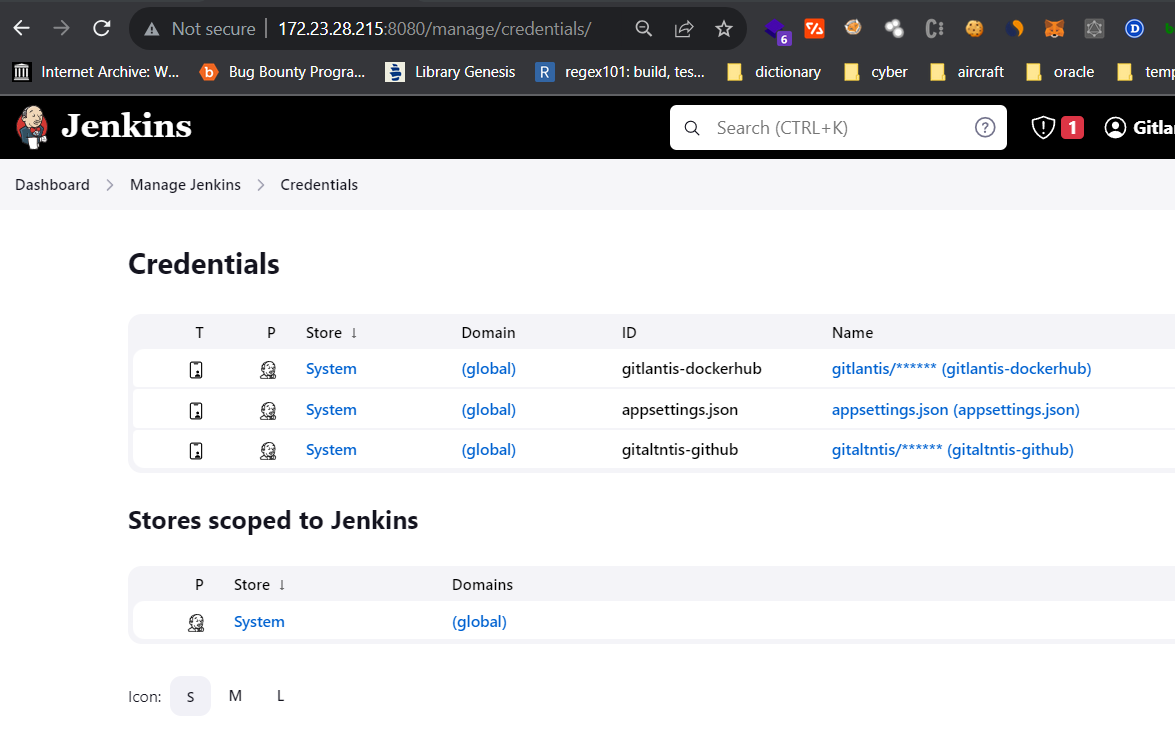 Not secure 172.23.28.215:8080/manage/credentials/
6
Internet Archive: W... Bug Bounty Progra... Library Genesis R regex101: build, tes... dictionary cyber aircraft oracle temp
Jenkins Search (CTRL+K) ? 1 Gitla
Dashboard > Manage Jenkins > Credentials
Credentials
T P Store ↓ Domain ID Name
System (global) gitlantis-dockerhub gitlantis/****** (gitlantis-dockerhub)
System (global) appsettings.json appsettings.json (appsettings.json)
System (global) gitaltntis-github gitaltntis/****** (gitaltntis-github)
Stores scoped to Jenkins
P Store ↓ Domains
System (global)
Icon: S M L